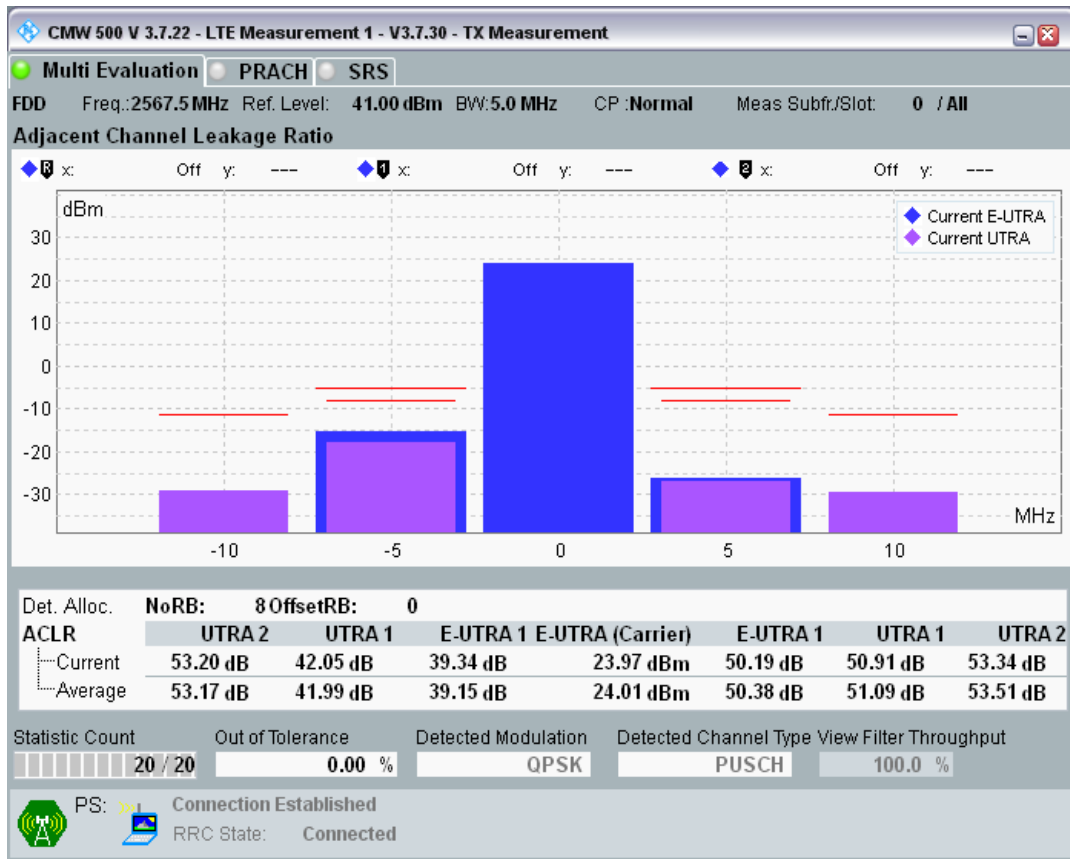 CMW 500 V 3.7.22 - LTE Measurement 1 - V3.7.30 - TX Measurement
Multi Evaluation PRACH SRS
FDD Freq.:2567.5 MHz Ref. Level: 41.00 dBm BW:5.0 MHz CP :Normal Meas Subfr./Slot: 0 / All
Adjacent Channel Leakage Ratio
R x: Off y: --- 1 x: Off y: --- 2 x: Off y: ---
dBm
Current E-UTRA
Current UTRA
30
20
10
0
-10
-20
-30
MHz
-10 -5 0 5 10
Det. Alloc. NoRB: 8 OffsetRB: 0
ACLR UTRA 2 UTRA 1 E-UTRA 1 E-UTRA (Carrier) E-UTRA 1 UTRA 1 UTRA 2
Current 53.20 dB 42.05 dB 39.34 dB 23.97 dBm 50.19 dB 50.91 dB 53.34 dB
Average 53.17 dB 41.99 dB 39.15 dB 24.01 dBm 50.38 dB 51.09 dB 53.51 dB
Statistic Count Out of Tolerance Detected Modulation Detected Channel Type View Filter Throughput
20 / 20 0.00 % QPSK PUSCH 100.0 %
PS: Connection Established
RRC State: Connected